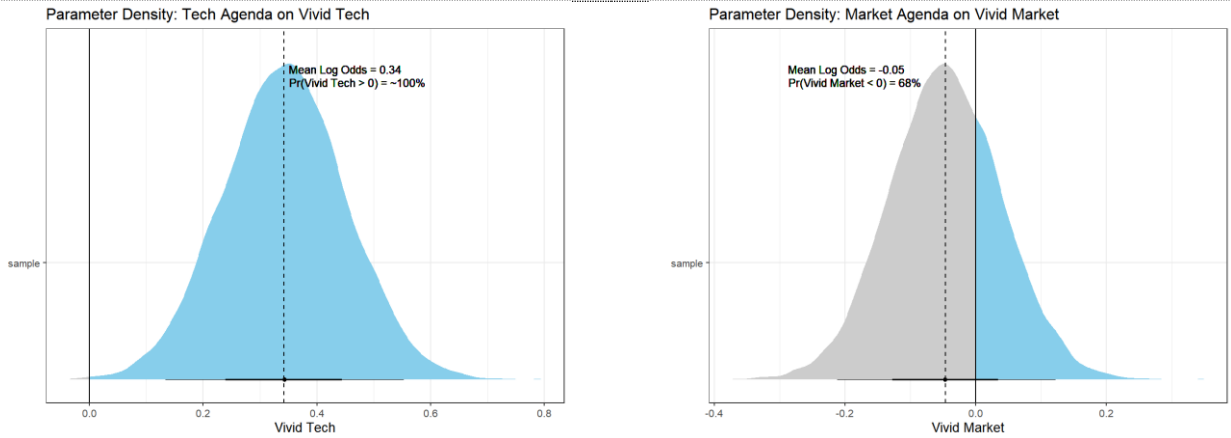 Parameter Density: Tech Agenda on Vivid Tech
Mean Log Odds = 0.34
Pr(Vivid Tech > 0) = ~100%
sample
0.0
0.2
0.4
0.6
0.8
Vivid Tech
Parameter Density: Market Agenda on Vivid Market
Mean Log Odds = -0.05
Pr(Vivid Market < 0) = 68%
sample
-0.4
-0.2
0.0
0.2
Vivid Market